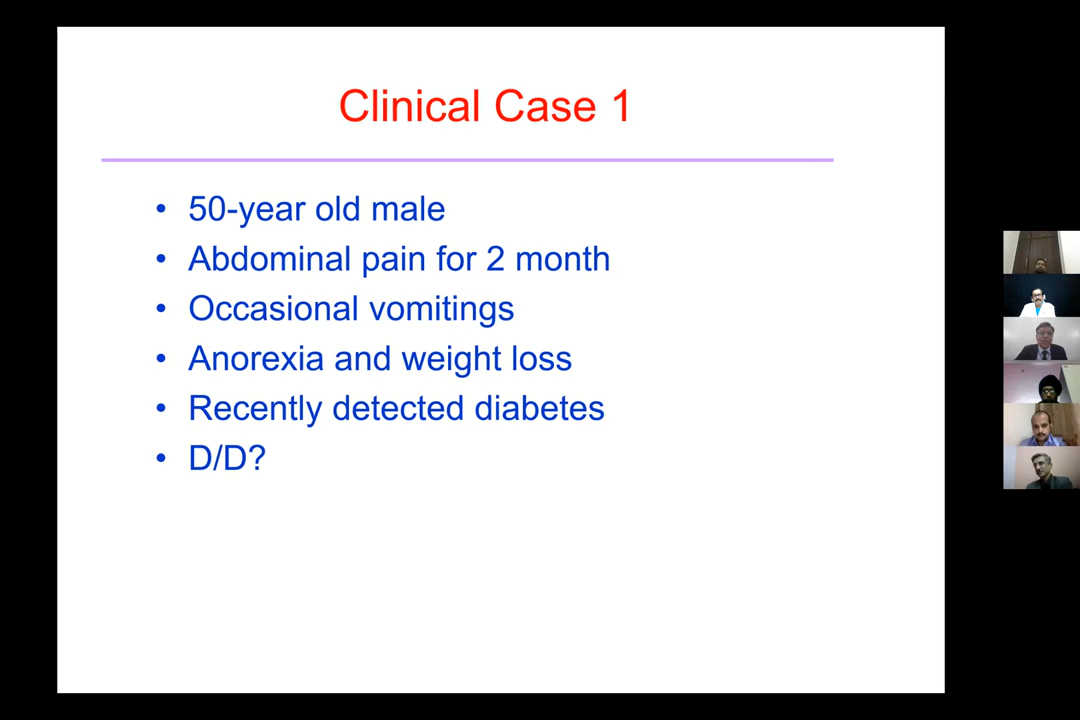 Clinical Case 1
• 50-year old male
• Abdominal pain for 2 month
• Occasional vomitings
• Anorexia and weight loss
• Recently detected diabetes
• D/D?